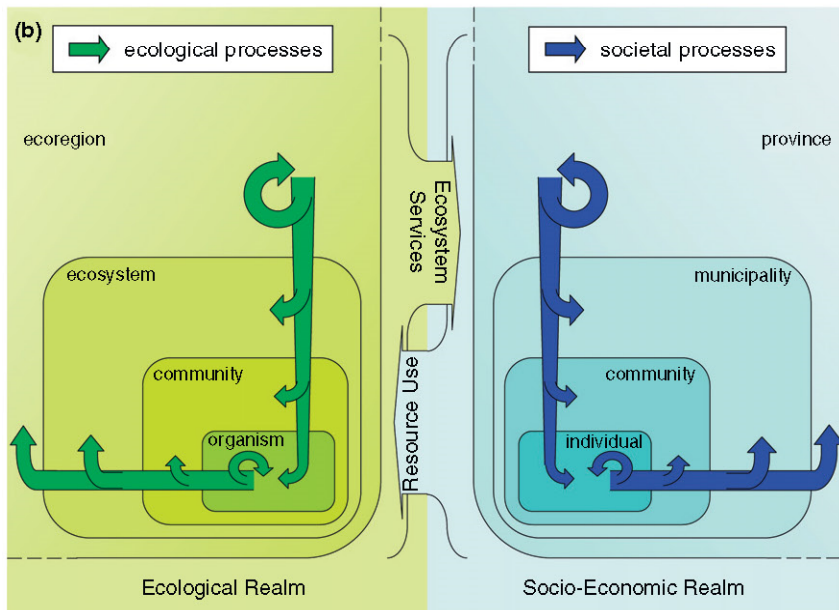 (b)
ecological processes
societal processes
ecoregion
province
Ecosystem
Services
ecosystem
municipality
community
community
Resource Use
organism
individual
Ecological Realm
Socio-Economic Realm